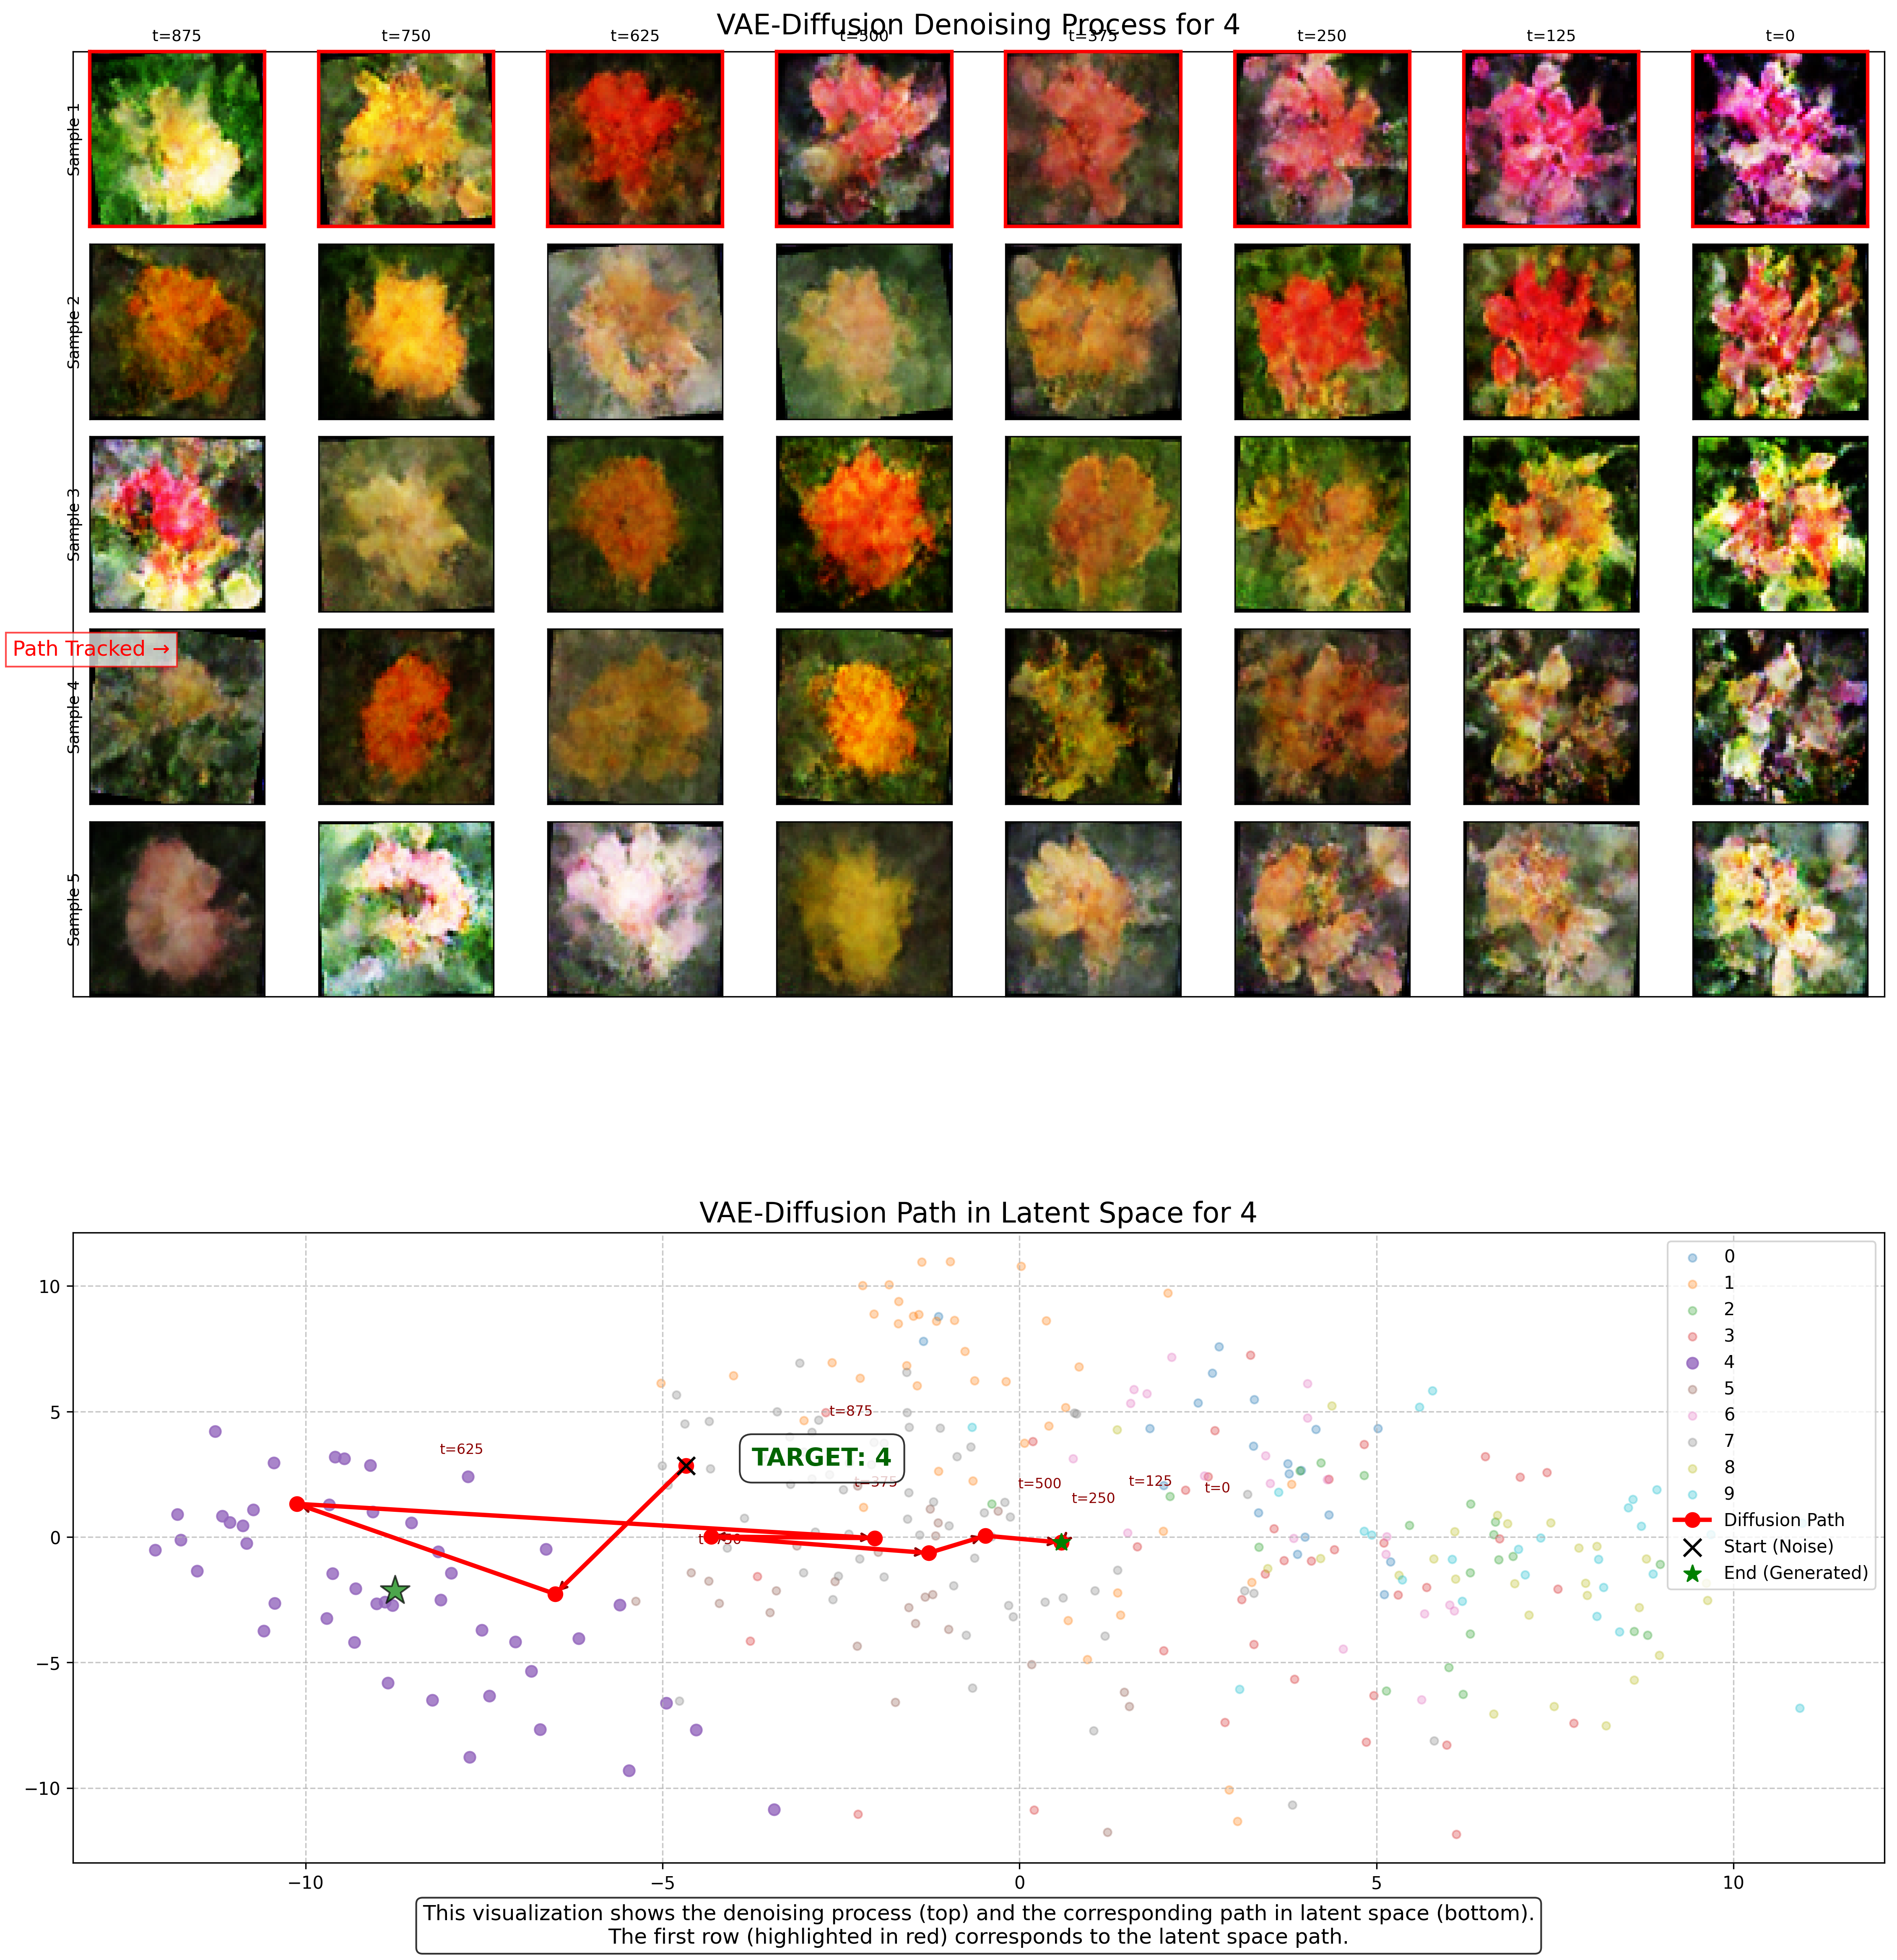 VAE-Diffusion Denoising Process for 4
t=875
t=750
t=625
t=500
t=375
t=250
t=125
t=0
Sample 1
Sample 2
Sample 3
Path Tracked →
Sample 4
Sample 5
VAE-Diffusion Path in Latent Space for 4
10
5
0
−5
−10
−10
−5
0
5
10
t=875
t=625
TARGET: 4
t=375
t=500
t=250
t=125
t=0
t=750
0
1
2
3
4
5
6
7
8
9
Diffusion Path
Start (Noise)
End (Generated)
This visualization shows the denoising process (top) and the corresponding path in latent space (bottom).
The first row (highlighted in red) corresponds to the latent space path.